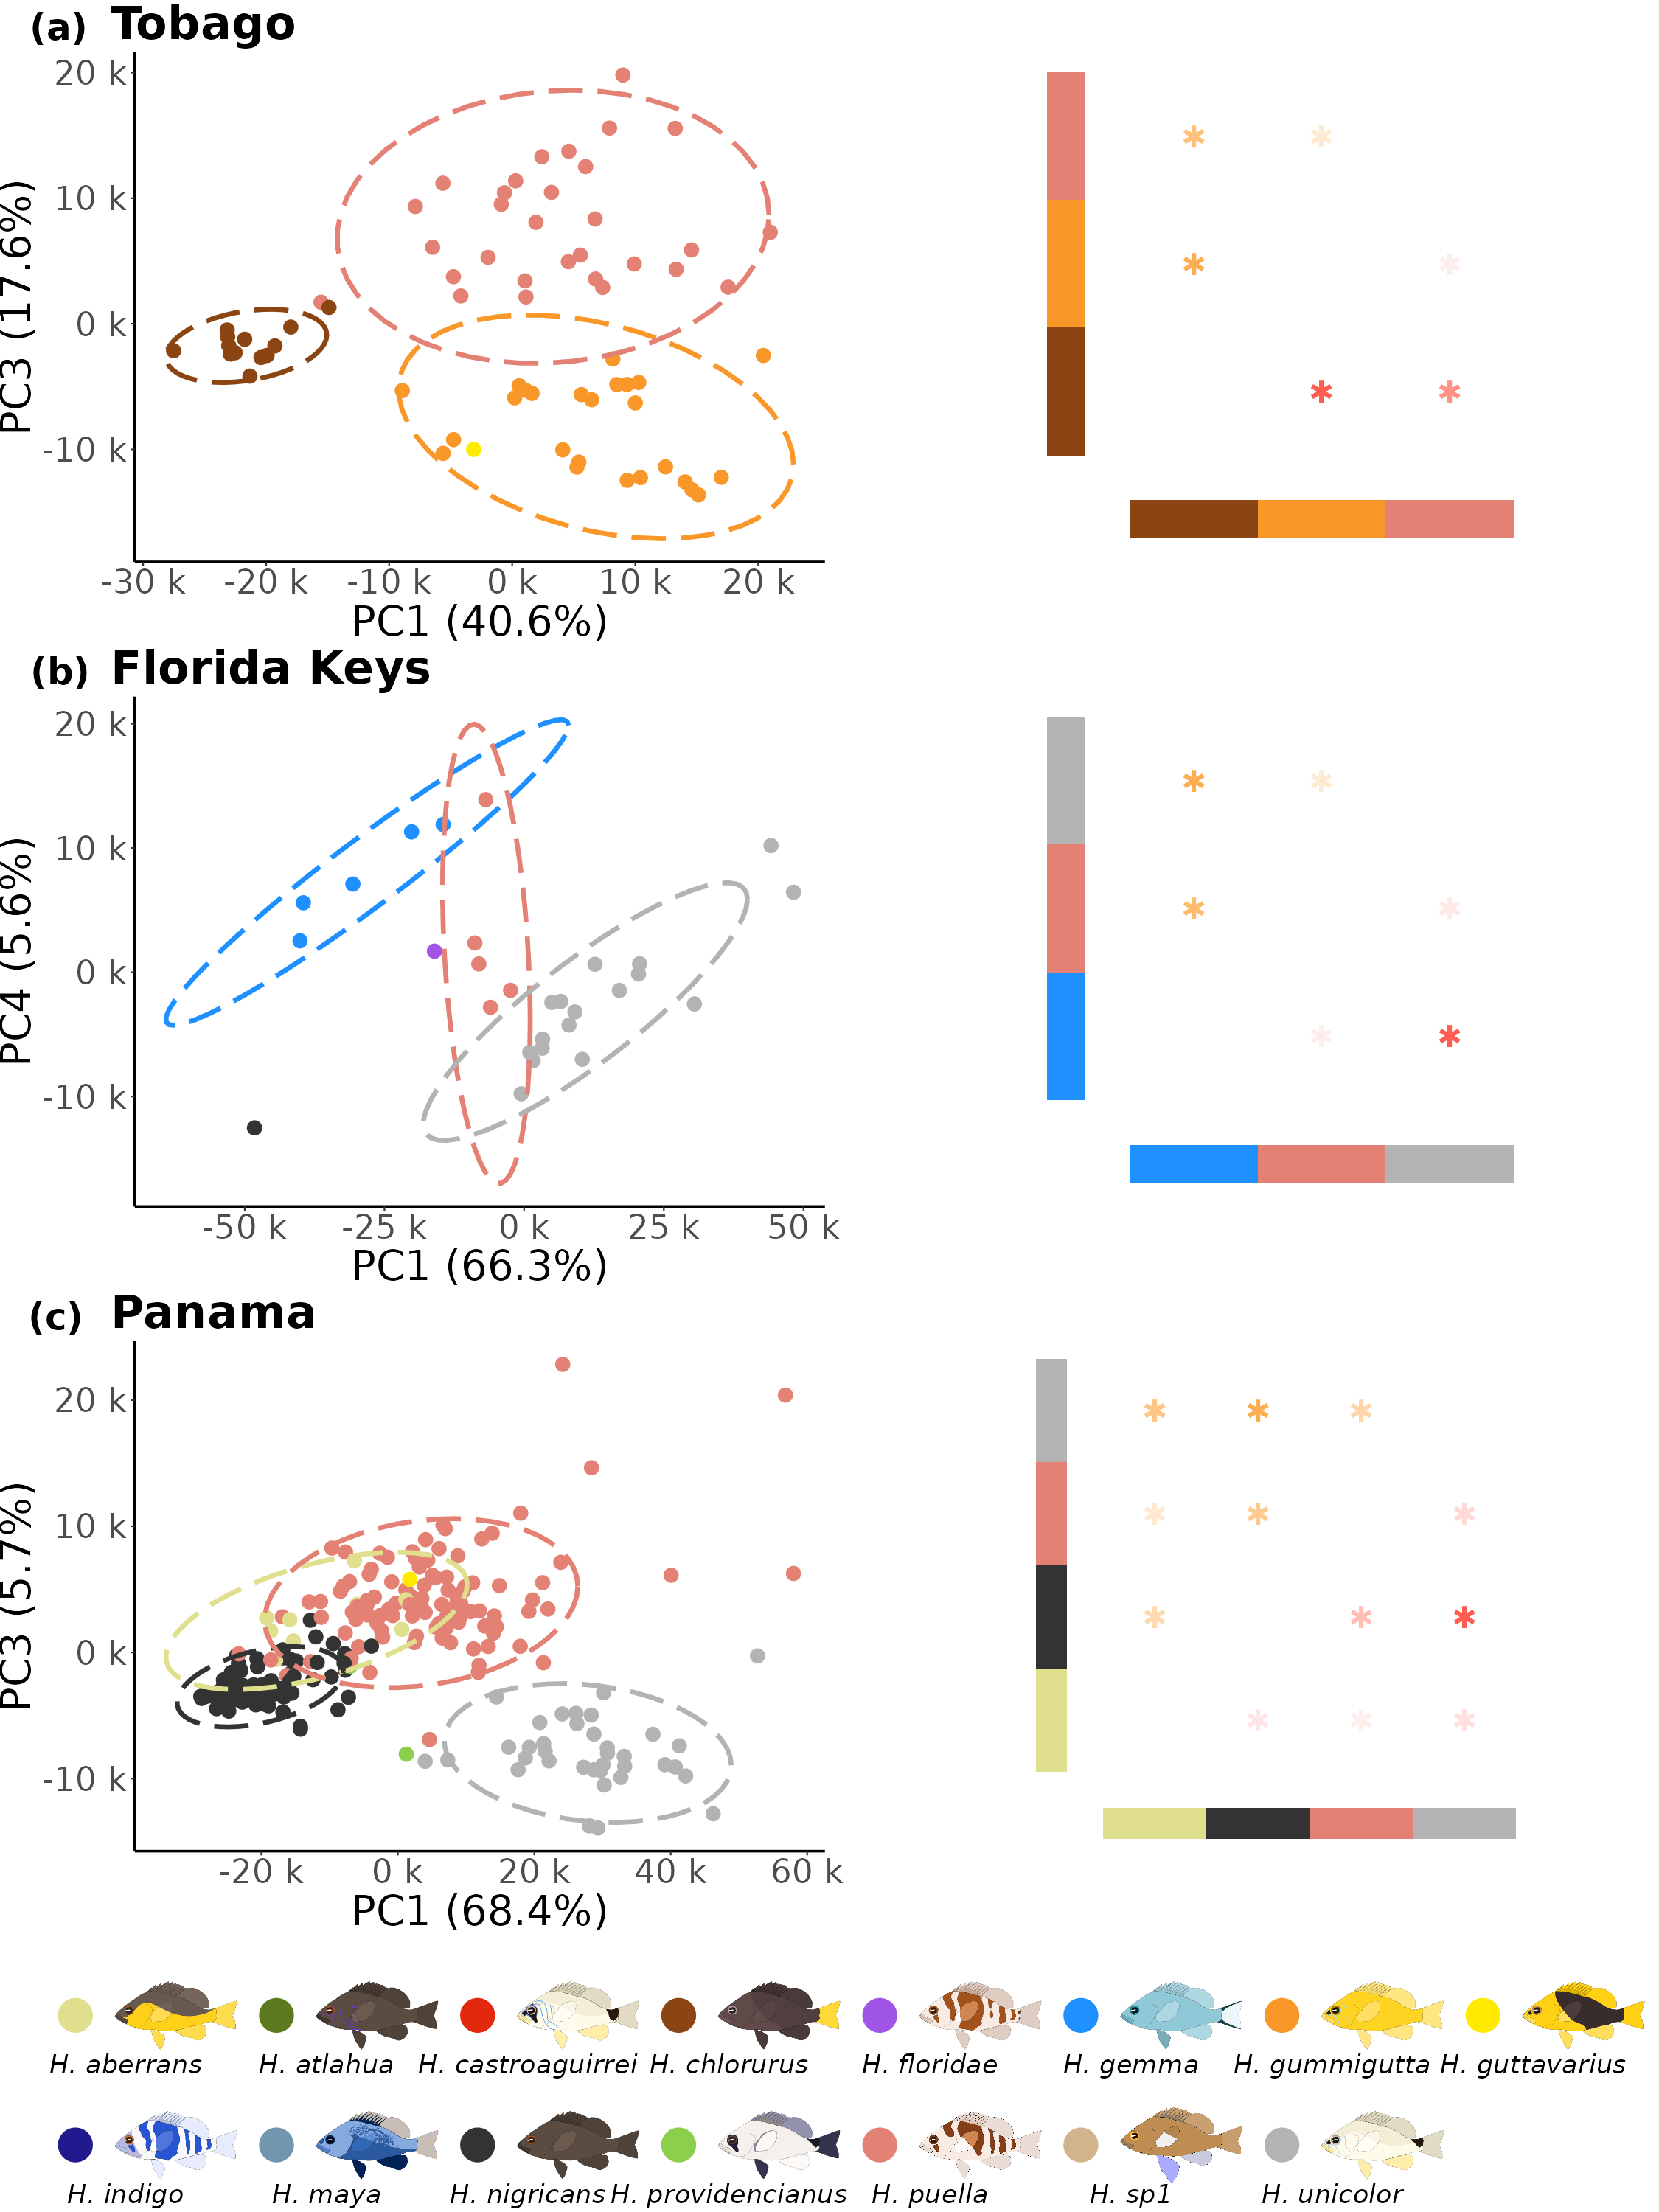 (a) Tobago
20 k
10 k
0 k
-10 k
PC3 (17.6%)
* *
* *
* *
-30 k -20 k -10 k 0 k 10 k 20 k
PC1 (40.6%)
(b) Florida Keys
20 k
10 k
0 k
-10 k
PC4 (5.6%)
* *
* *
* *
-50 k -25 k 0 k 25 k 50 k
PC1 (66.3%)
(c) Panama
20 k
10 k
0 k
-10 k
PC3 (5.7%)
* * *
* * *
* * *
* * *
-20 k 0 k 20 k 40 k 60 k
PC1 (68.4%)
H. aberrans H. atlahua H. castroaguirrei H. chlorurus H. floridae H. gemma H. gummigutta H. guttavarius
H. indigo H. maya H. nigricans H. providencianus H. puella H. sp1 H. unicolor